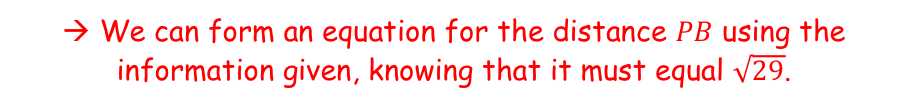 → We can form an equation for the distance PB using the
information given, knowing that it must equal √29.